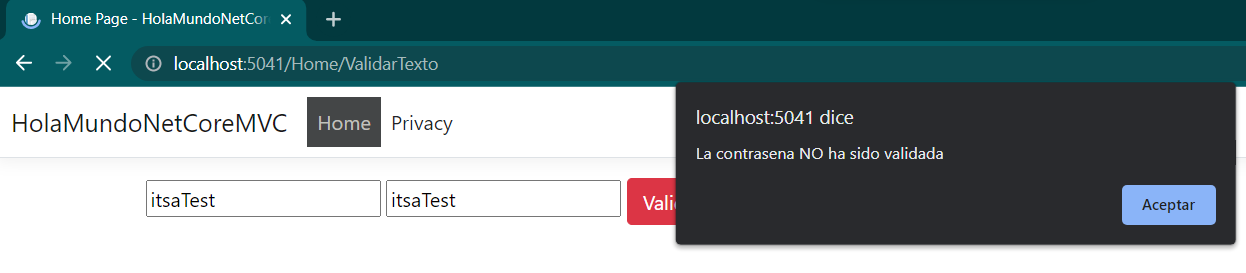 Home Page - HolaMundoNetCor
localhost:5041/Home/ValidarTexto
HolaMundoNetCoreMVC Home Privacy
localhost:5041 dice
La contrasena NO ha sido validada
Aceptar
itsaTest itsaTest Valid